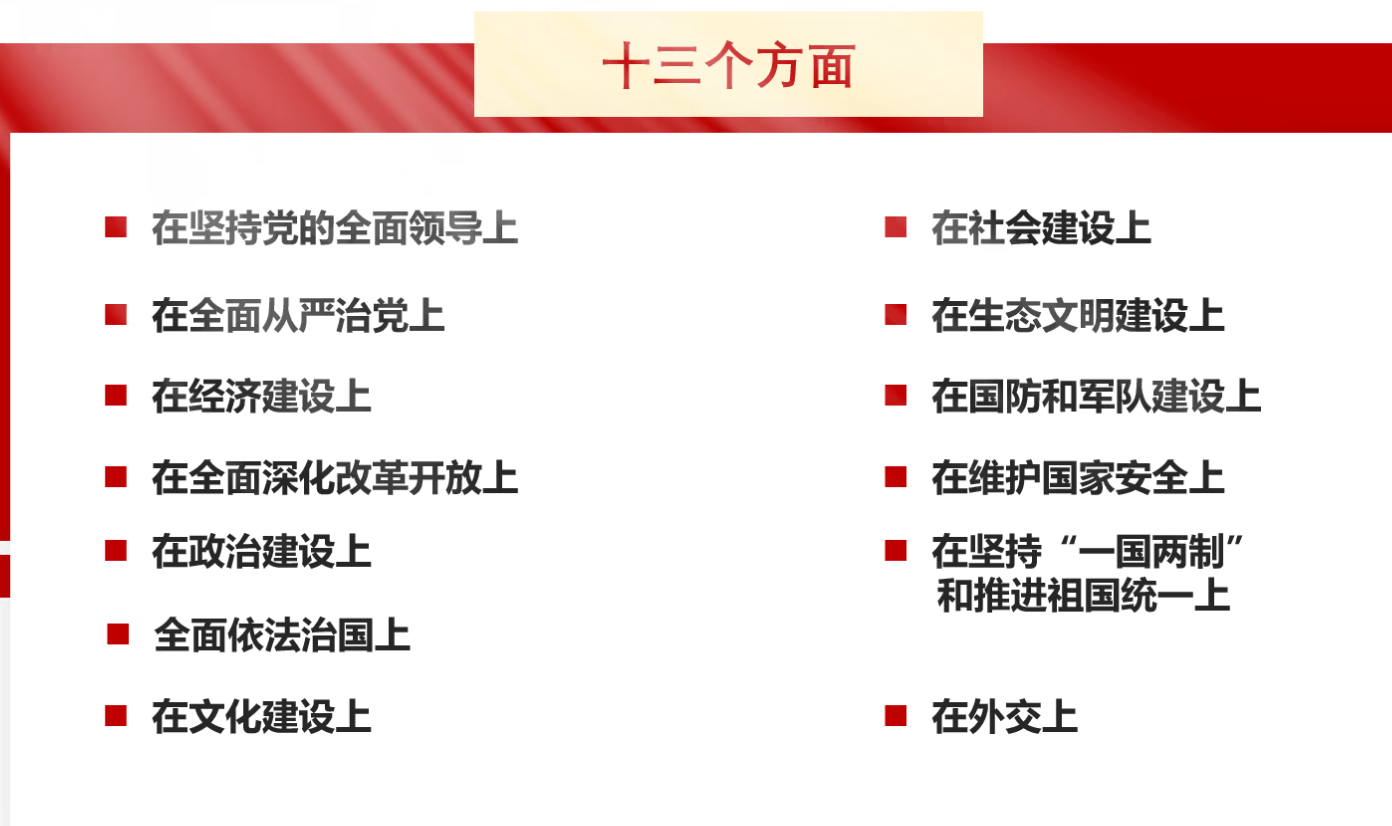 十三个方面
在坚持党的全面领导上
在全面从严治党上
在经济建设上
在全面深化改革开放上
在政治建设上
全面依法治国上
在文化建设上
在社会建设上
在生态文明建设上
在国防和军队建设上
在维护国家安全上
在坚持“一国两制”
和推进祖国统一上
在外交上